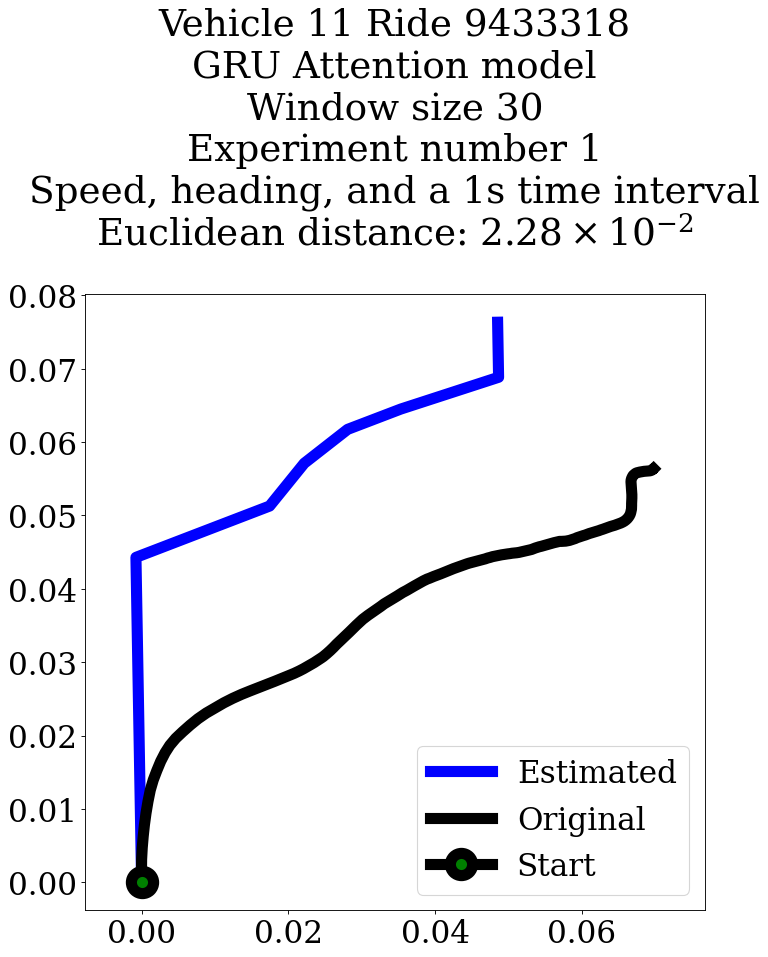 Vehicle 11 Ride 9433318
GRU Attention model
Window size 30
Experiment number 1
Speed, heading, and a 1s time interval
Euclidean distance: 2.28 × 10⁻²
0.08
0.07
0.06
0.05
0.04
0.03
0.02
0.01
0.00
Estimated
Original
Start
0.00 0.02 0.04 0.06